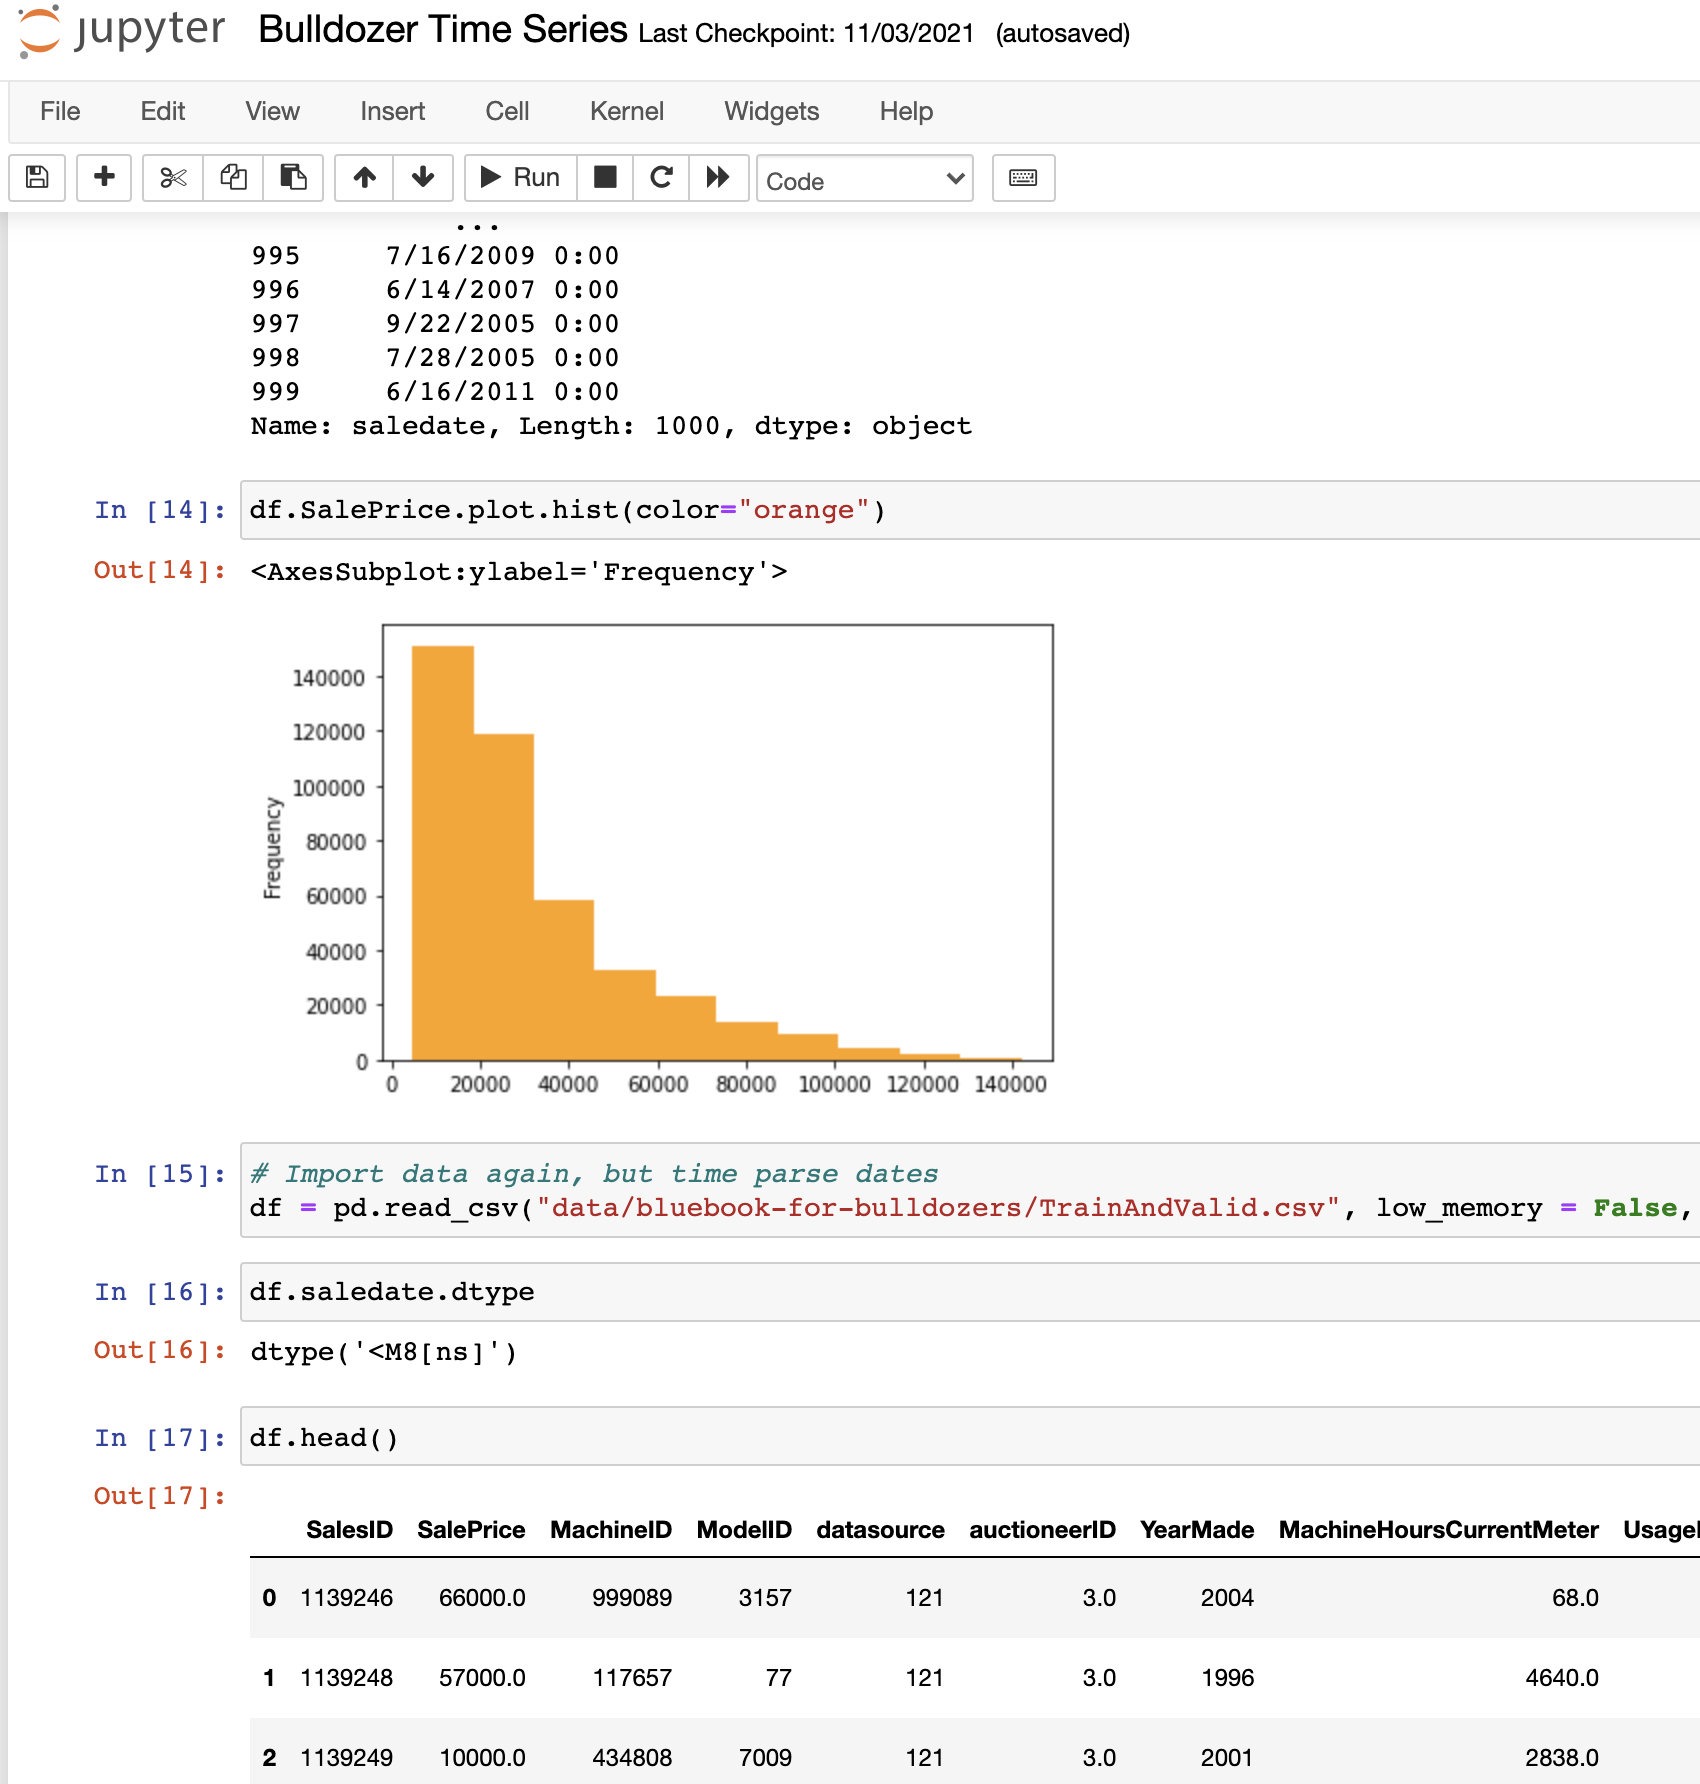 jupyter Bulldozer Time Series Last Checkpoint: 11/03/2021 (autosaved)
File Edit View Insert Cell Kernel Widgets Help
Run Code
...
995 7/16/2009 0:00
996 6/14/2007 0:00
997 9/22/2005 0:00
998 7/28/2005 0:00
999 6/16/2011 0:00
Name: saledate, Length: 1000, dtype: object
In [14]: df.SalePrice.plot.hist(color="orange")
Out[14]: <AxesSubplot:ylabel='Frequency'>
140000
120000
100000
80000
60000
40000
20000
0
Frequency
0 20000 40000 60000 80000 100000 120000 140000
In [15]: # Import data again, but time parse dates
df = pd.read_csv("data/bluebook-for-bulldozers/TrainAndValid.csv", low_memory = False,
In [16]: df.saledate.dtype
Out[16]: dtype('<M8[ns]')
In [17]: df.head()
Out[17]:
SalesID SalePrice MachineID ModelID datasource auctioneerID YearMade MachineHoursCurrentMeter
0 1139246 66000.0 999089 3157 121 3.0 2004 68.0
1 1139248 57000.0 117657 77 121 3.0 1996 4640.0
2 1139249 10000.0 434808 7009 121 3.0 2001 2838.0